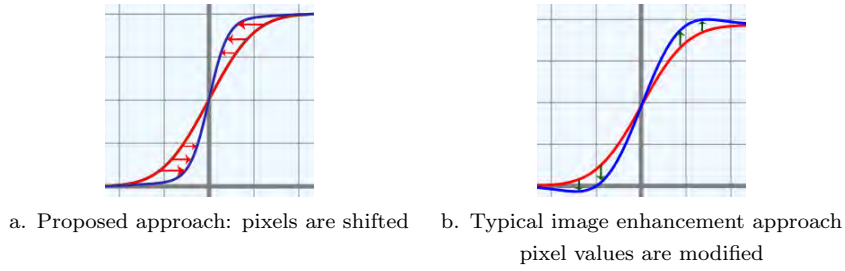 a. Proposed approach: pixels are shifted
b. Typical image enhancement approach
pixel values are modified